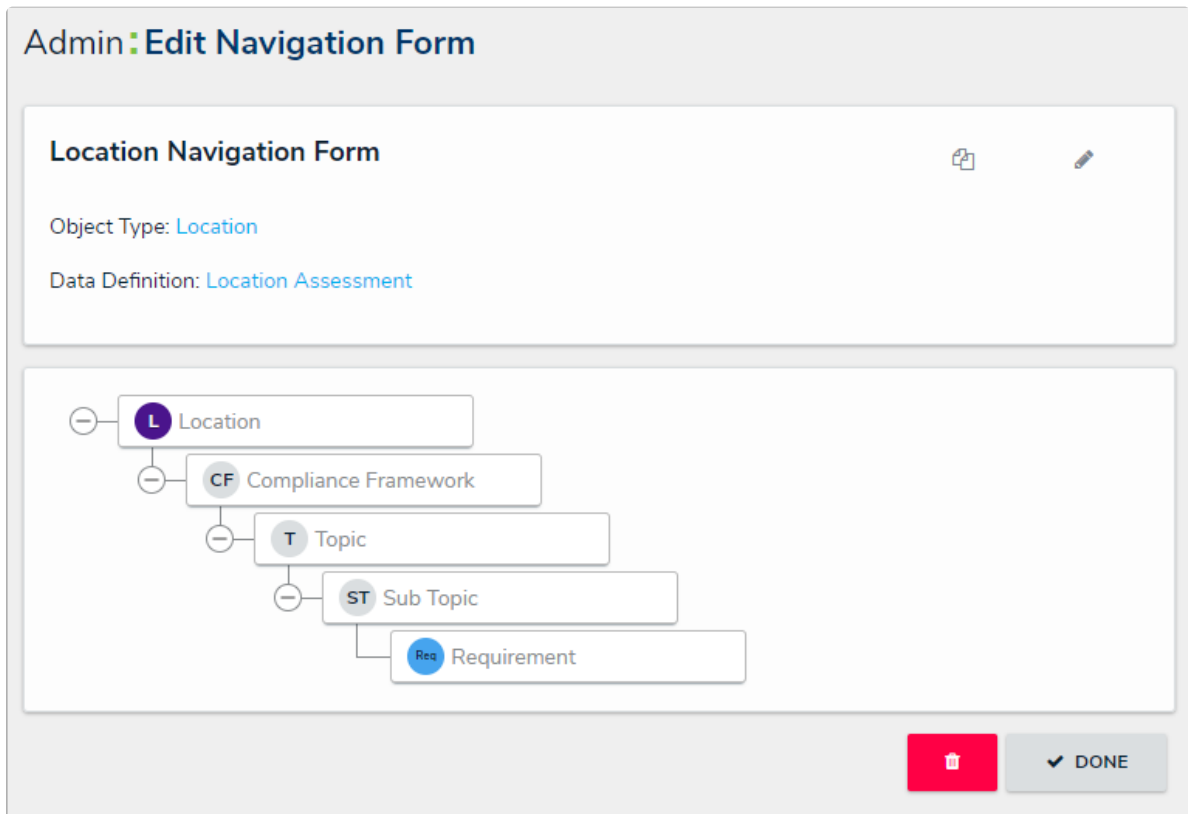 Admin:Edit Navigation Form
Location Navigation Form
Object Type: Location
Data Definition: Location Assessment
L Location
CF Compliance Framework
T Topic
ST Sub Topic
Req Requirement
DONE